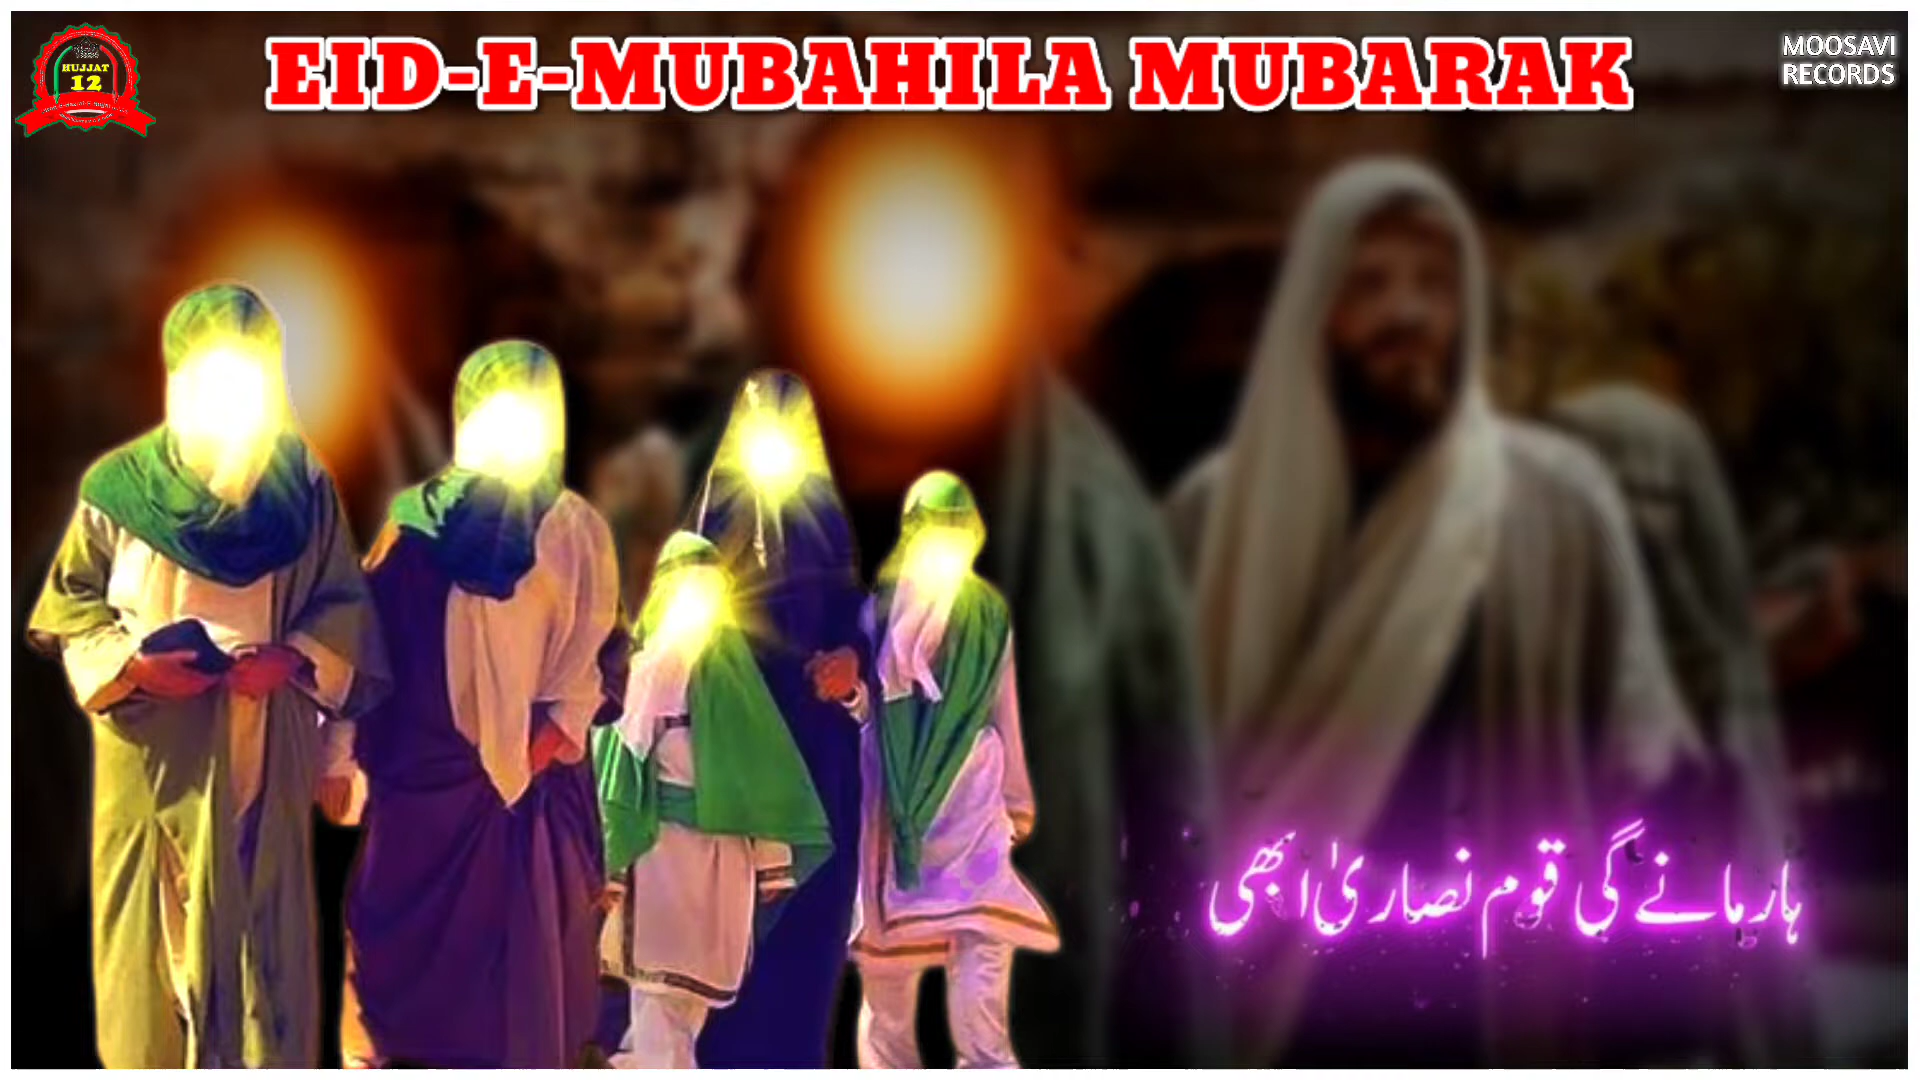 HUJJAT
12
EID-E-MUBAHILA MUBARAK
MOOSAVI
RECORDS
ہار مانے گی قوم نصاریٰ ابھی